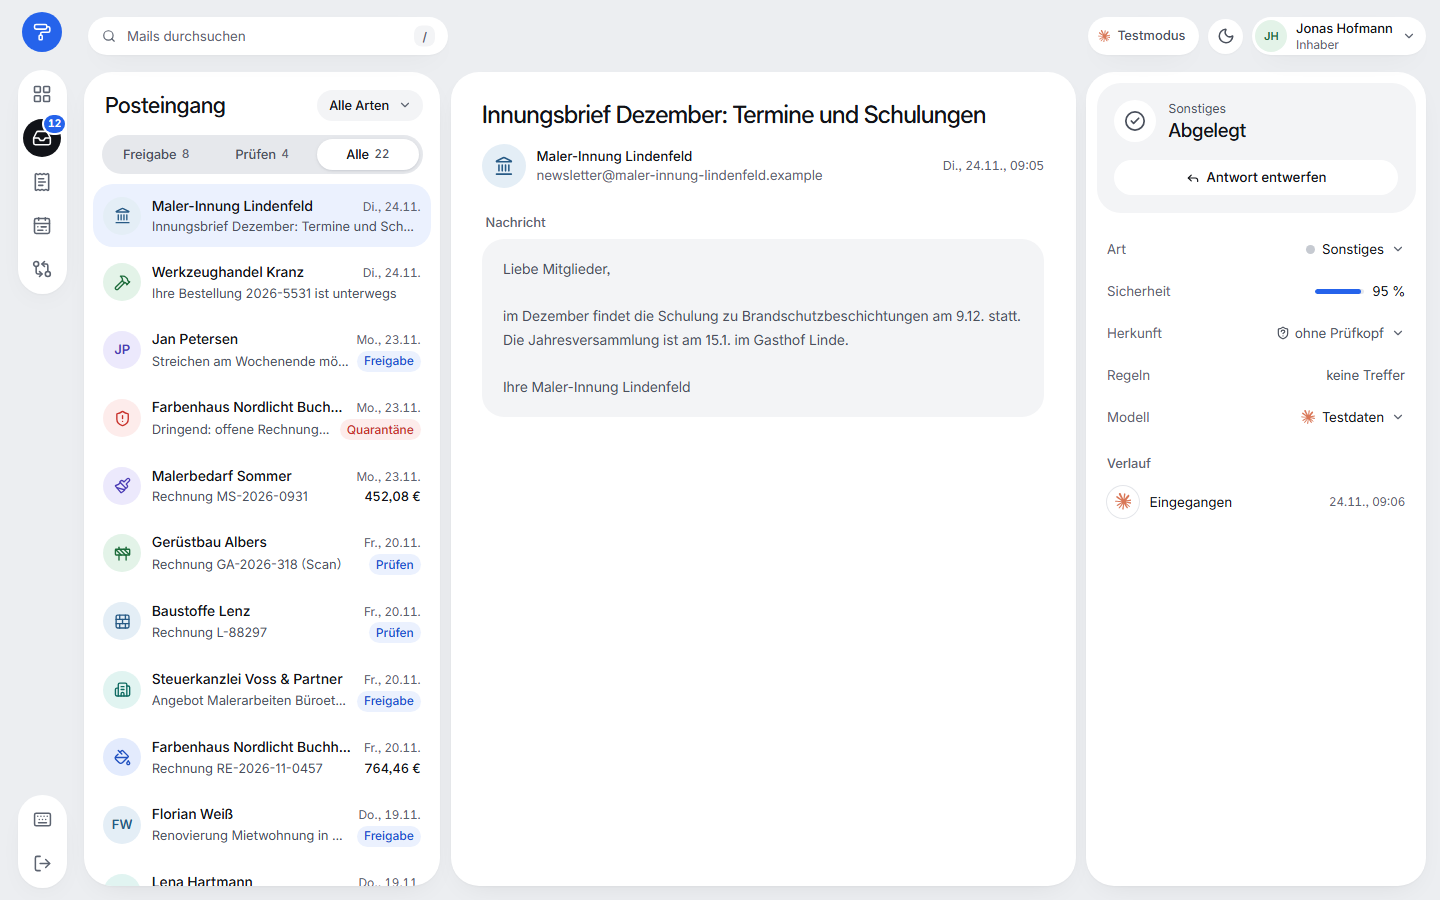 Mails durchsuchen /
Testmodus
JH
Jonas Hofmann
Inhaber
12
Posteingang
Alle Arten
Freigabe 8
Prüfen 4
Alle 22
Maler-Innung Lindenfeld Di., 24.11.
Innungsbrief Dezember: Termine und Sch...
Werkzeughandel Kranz Di., 24.11.
Ihre Bestellung 2026-5531 ist unterwegs
JP
Jan Petersen Mo., 23.11.
Streichen am Wochenende mö... Freigabe
Farbenhaus Nordlicht Buch... Mo., 23.11.
Dringend: offene Rechnung... Quarantäne
Malerbedarf Sommer Mo., 23.11.
Rechnung MS-2026-0931 452,08 €
Gerüstbau Albers Fr., 20.11.
Rechnung GA-2026-318 (Scan) Prüfen
Baustoffe Lenz Fr., 20.11.
Rechnung L-88297 Prüfen
Steuerkanzlei Voss & Partner Fr., 20.11.
Angebot Malerarbeiten Büroet... Freigabe
Farbenhaus Nordlicht Buchh... Fr., 20.11.
Rechnung RE-2026-11-0457 764,46 €
FW
Florian Weiß Do., 19.11.
Renovierung Mietwohnung in ... Freigabe
Lena Hartmann Do., 19.11.
Innungsbrief Dezember: Termine und Schulungen
Maler-Innung Lindenfeld
newsletter@maler-innung-lindenfeld.example
Di., 24.11., 09:05
Nachricht
Liebe Mitglieder,
im Dezember findet die Schulung zu Brandschutzbeschichtungen am 9.12. statt.
Die Jahresversammlung ist am 15.1. im Gasthof Linde.
Ihre Maler-Innung Lindenfeld
Sonstiges
Abgelegt
Antwort entwerfen
Art Sonstiges
Sicherheit 95 %
Herkunft ohne Prüfkopf
Regeln keine Treffer
Modell Testdaten
Verlauf
Eingegangen 24.11., 09:06